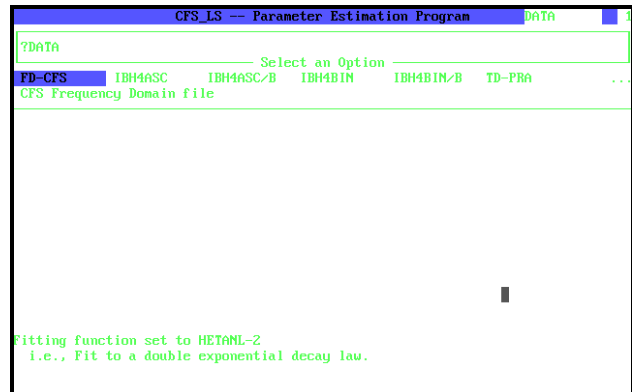 CFS_LS -- Parameter Estimation Program DATA 1
?DATA
Select an Option
FD-CFS IBH4ASC IBH4ASC/B IBH4BIN IBH4BIN/B TD-PRA ...
CFS Frequency Domain file
Fitting function set to HETANL-2
i.e., Fit to a double exponential decay law.